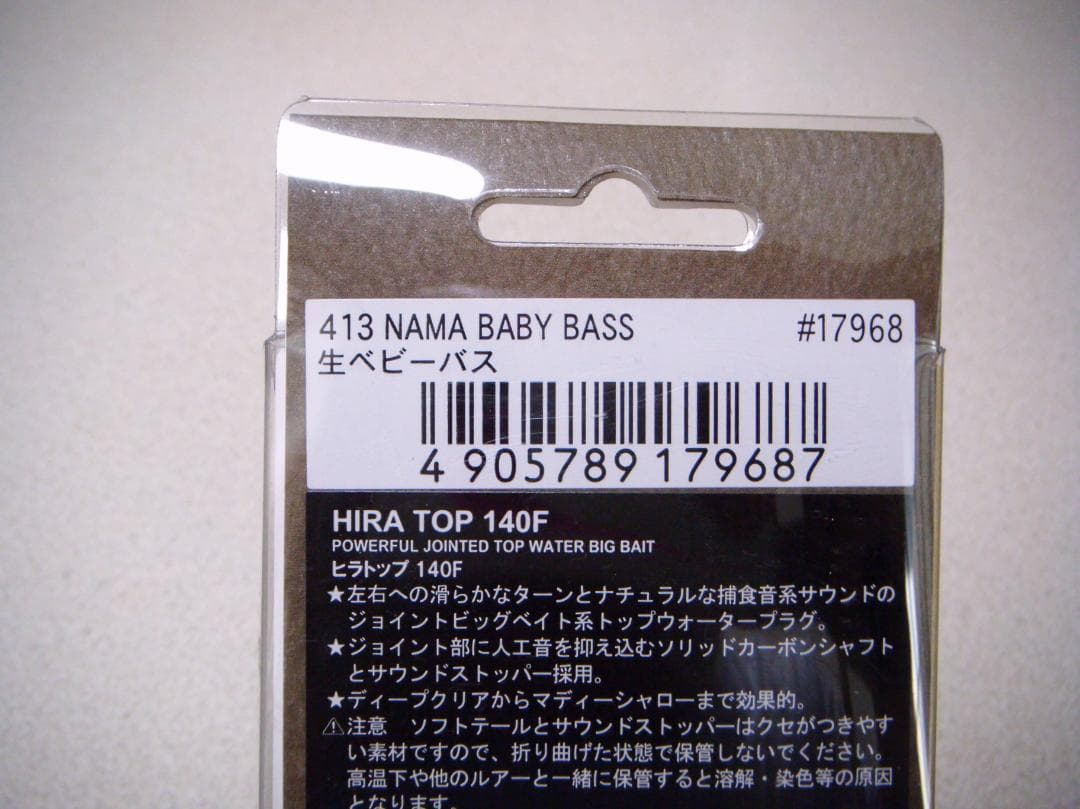 413 NAMA BABY BASS #17968
生ベビーバス
4 905789 179687
HIRA TOP 140F
POWERFUL JOINTED TOP WATER BIG BAIT
ヒラトップ 140F
★左右への滑らかなターンとナチュラルな捕食音系サウンドの
ジョイントビッグベイト系トップウォータープラグ。
★ジョイント部に人工音を抑え込むソリッドカーボンシャフト
とサウンドストッパー採用。
★ディープクリアからマディーシャローまで効果的。
⚠注意 ソフトテールとサウンドストッパーはクセがつきやす
い素材ですので、折り曲げた状態で保管しないでください。
高温下や他のルアーと一緒に保管すると溶解・染色等の原因
となります。